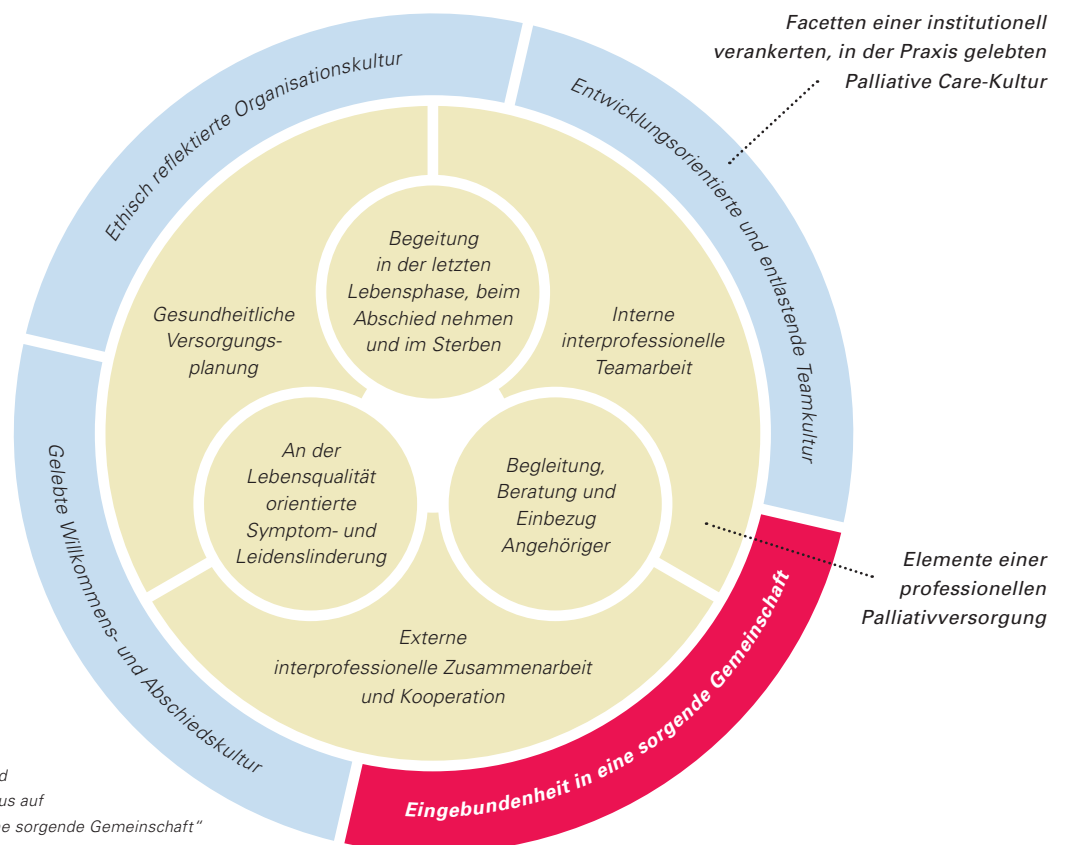 Facetten einer institutionell
verankerten, in der Praxis gelebten
Palliative Care-Kultur
Ethisch reflektierte Organisationskultur
Entwicklungsorientierte und entlastende Teamkultur
Begeitung
in der letzten
Lebensphase, beim
Abschied nehmen
und im Sterben
Gesundheitliche
Versorgungs-
planung
Interne
interprofessionelle
Teamarbeit
An der
Lebensqualität
orientierte
Symptom- und
Leidenslinderung
Begleitung,
Beratung und
Einbezug
Angehöriger
Gelebte Willkommens- und Abschiedskultur
Elemente einer
professionellen
Palliativversorgung
Externe
interprofessionelle Zusammenarbeit
und Kooperation
Eingebundenheit in eine sorgende Gemeinschaft
auf
sorgende Gemeinschaft“